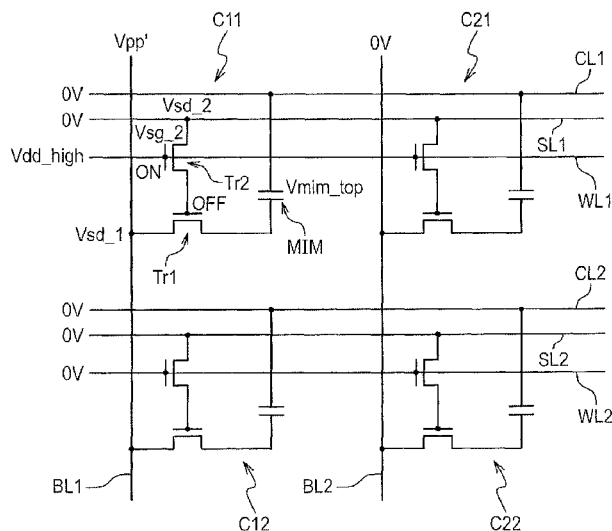 C11
C21
Vpp'
0V
CL1
0V
Vsd_2
0V
SL1
Vsg_2
Vdd_high
ON
Tr2
WL1
OFF
Vmim_top
Vsd_1
MIM
Tr1
CL2
0V
0V
SL2
0V
WL2
BL1
BL2
C12
C22